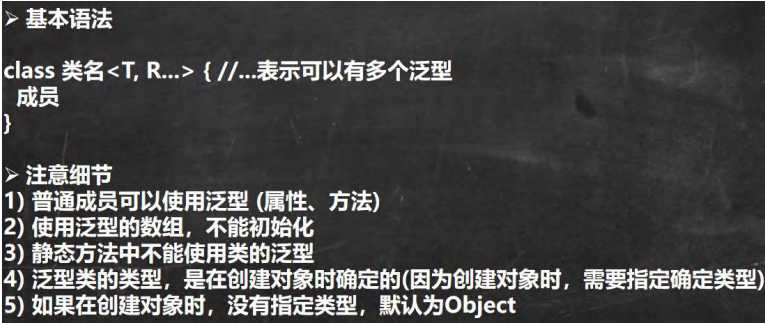 ➢ 基本语法
class 类名<T, R...> { //...表示可以有多个泛型
成员
}
➢ 注意细节
1) 普通成员可以使用泛型 (属性、方法)
2) 使用泛型的数组，不能初始化
3) 静态方法中不能使用类的泛型
4) 泛型类的类型，是在创建对象时确定的(因为创建对象时，需要指定确定类型)
5) 如果在创建对象时，没有指定类型，默认为Object